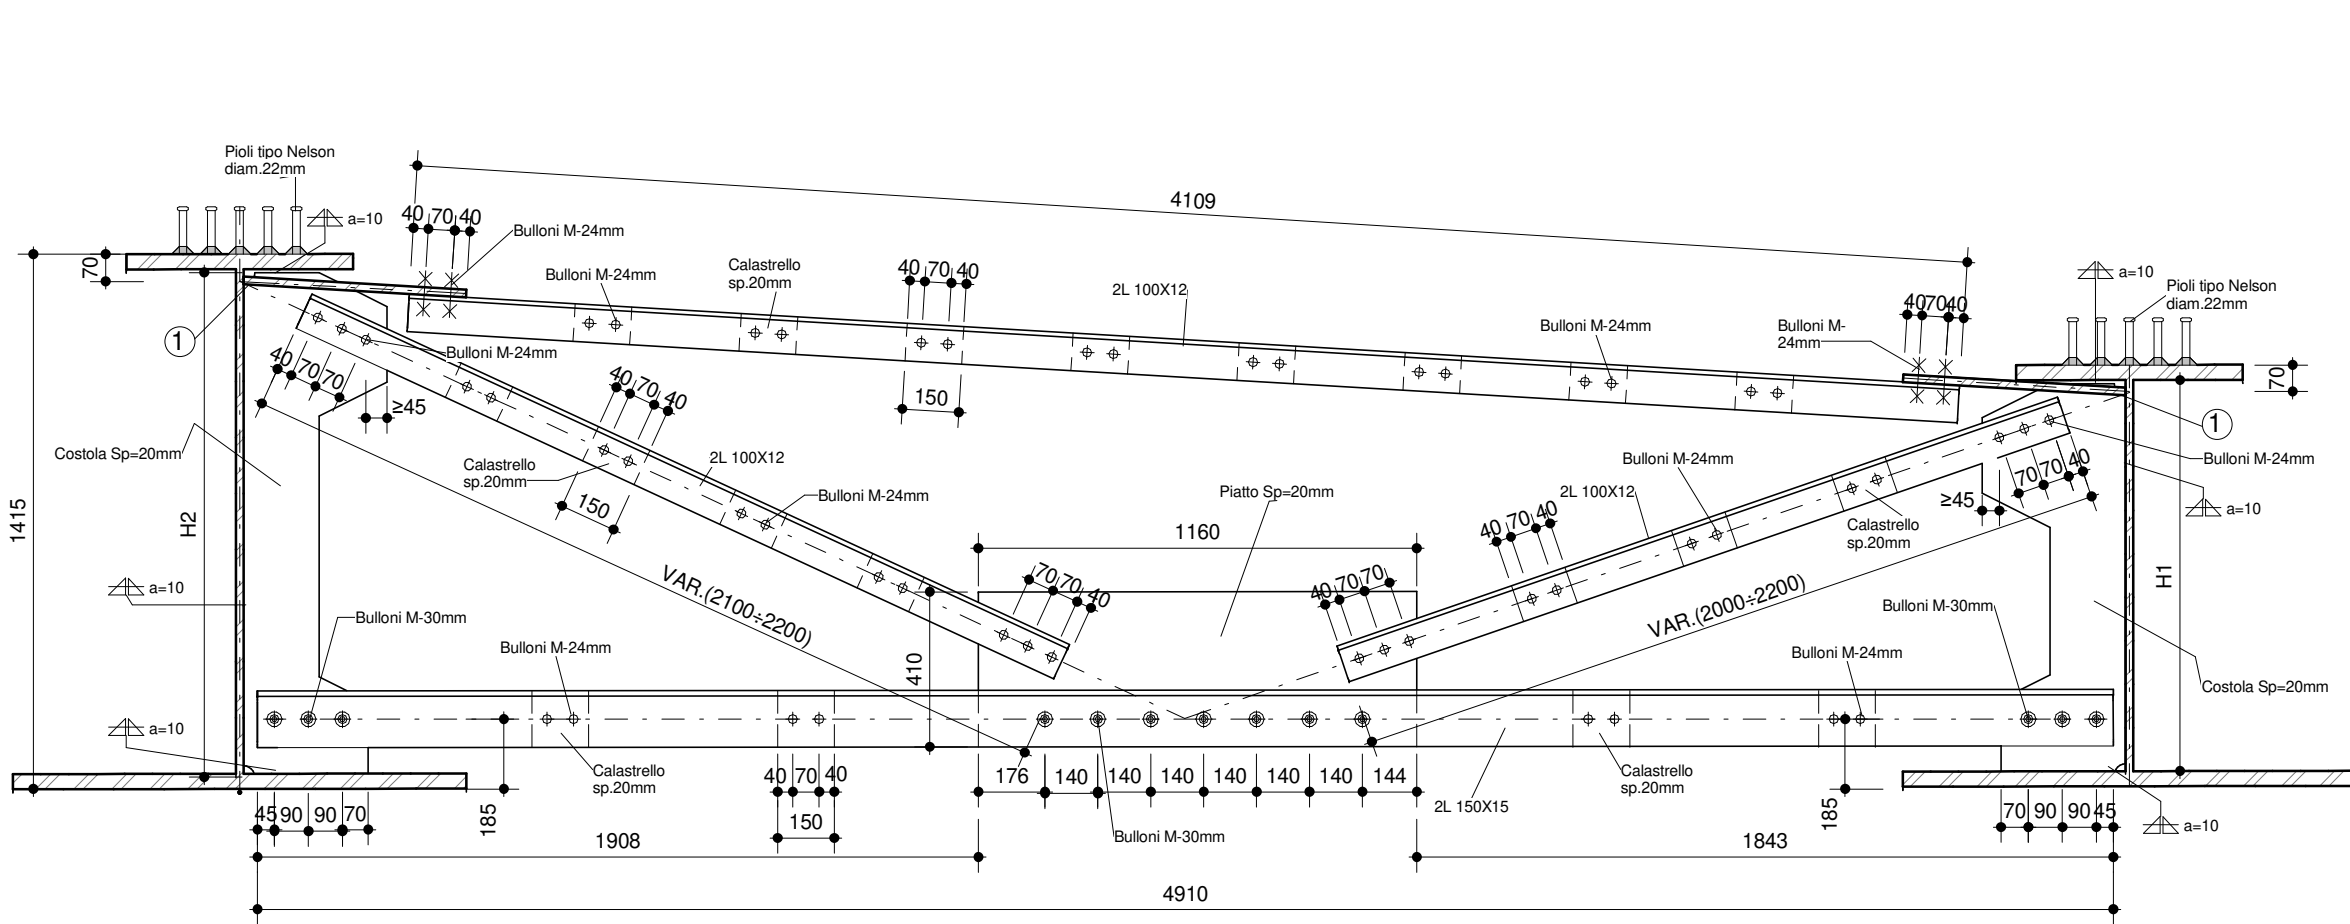 Pioli tipo Nelson
diam.22mm
a=10
4109
40 70 40
Bulloni M-24mm
70
Bulloni M-24mm
Calastrello
sp.20mm
40 70 40
2L 100X12
a=10
Pioli tipo Nelson
diam.22mm
40 70 40
Bulloni M-24mm
Bulloni M-
24mm
70
1
Bulloni M-24mm
40 70 70
≥45
40 70 40
150
1
Costola Sp=20mm
Calastrello
sp.20mm
2L 100X12
Bulloni M-24mm
150
Bulloni M-24mm
Bulloni M-24mm
70 70 40
Piatto Sp=20mm
2L 100X12
≥45
a=10
1415
H2
40 70 40
Calastrello
sp.20mm
1160
H1
a=10
VAR.(2100÷2200)
70 70 40
40 70 70
VAR.(2000÷2200)
Bulloni M-30mm
Bulloni M-30mm
Bulloni M-24mm
Bulloni M-24mm
410
Costola Sp=20mm
a=10
Calastrello
sp.20mm
40 70 40
176 140 140 140 140 140 140 144
Calastrello
sp.20mm
2L 150X15
185
185
45 90 90 70
150
Bulloni M-30mm
70 90 90 45
a=10
1908
1843
4910